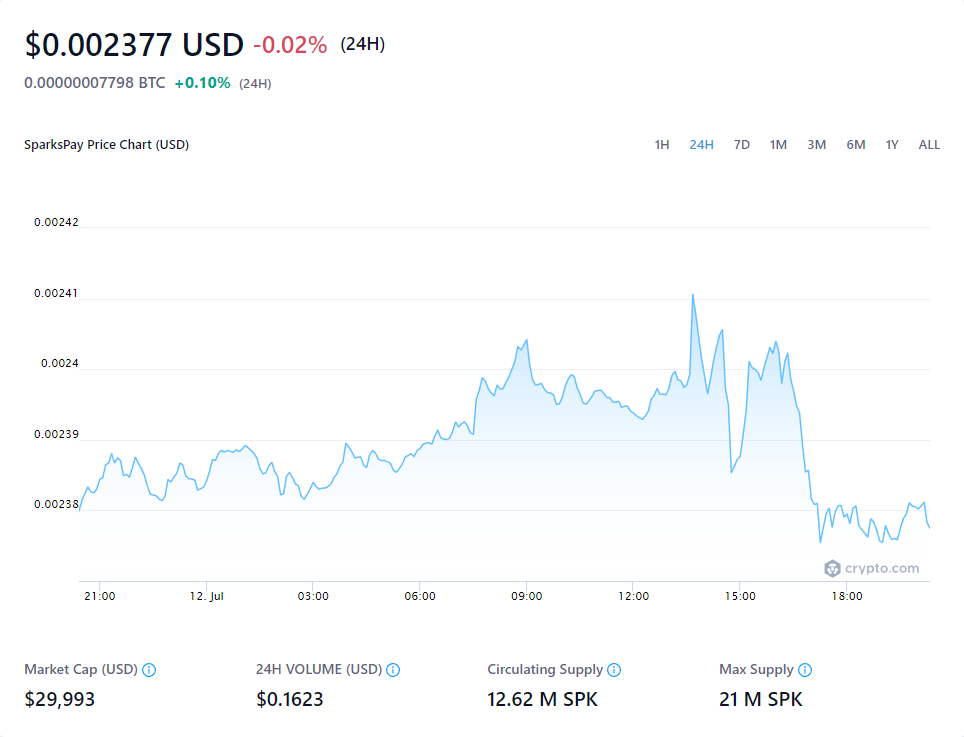 $0.002377 USD -0.02% (24H)
0.00000007798 BTC +0.10% (24H)
SparksPay Price Chart (USD) 1H 24H 7D 1M 3M 6M 1Y ALL
0.00242
0.00241
0.0024
0.00239
0.00238
crypto.com
21:00 12. Jul 03:00 06:00 09:00 12:00 15:00 18:00
Market Cap (USD) 24H VOLUME (USD) Circulating Supply Max Supply
$29,993 $0.1623 12.62 M SPK 21 M SPK